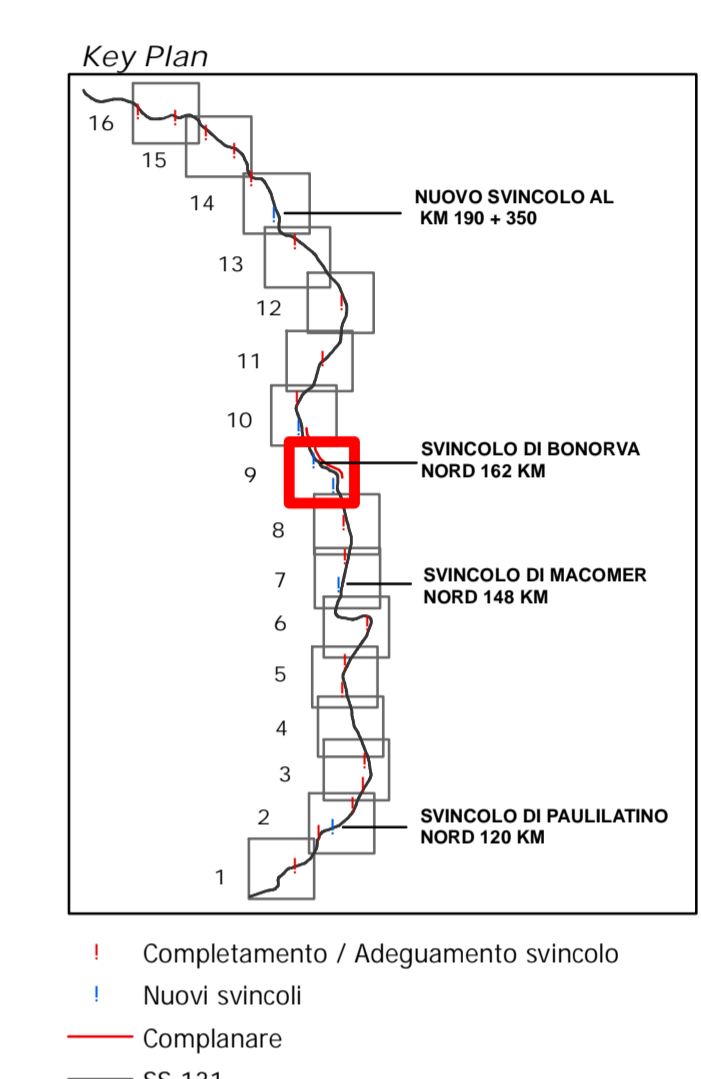 Key Plan
16
15
14
NUOVO SVINCOLO AL
KM 190 + 350
13
12
11
10
SVINCOLO DI BONORVA
NORD 162 KM
9
8
SVINCOLO DI MACOMER
NORD 148 KM
7
6
5
4
3
SVINCOLO DI PAULILATINO
NORD 120 KM
2
1
! Completamento / Adeguamento svincolo
! Nuovi svincoli
Complanare
SS 131